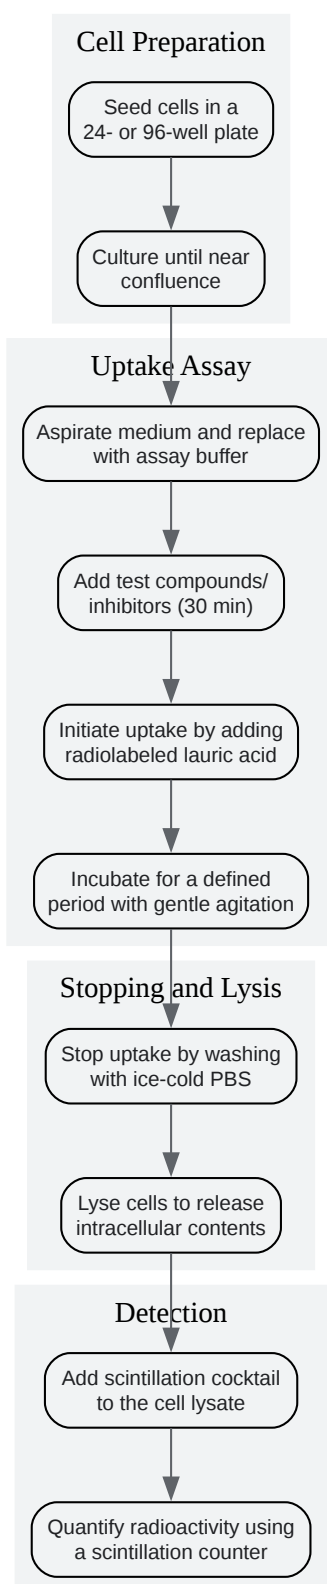 Cell Preparation
Seed cells in a
24- or 96-well plate
Culture until near
confluence
Uptake Assay
Aspirate medium and replace
with assay buffer
Add test compounds/
inhibitors (30 min)
Initiate uptake by adding
radiolabeled lauric acid
Incubate for a defined
period with gentle agitation
Stopping and Lysis
Stop uptake by washing
with ice-cold PBS
Lyse cells to release
intracellular contents
Detection
Add scintillation cocktail
to the cell lysate
Quantify radioactivity using
a scintillation counter